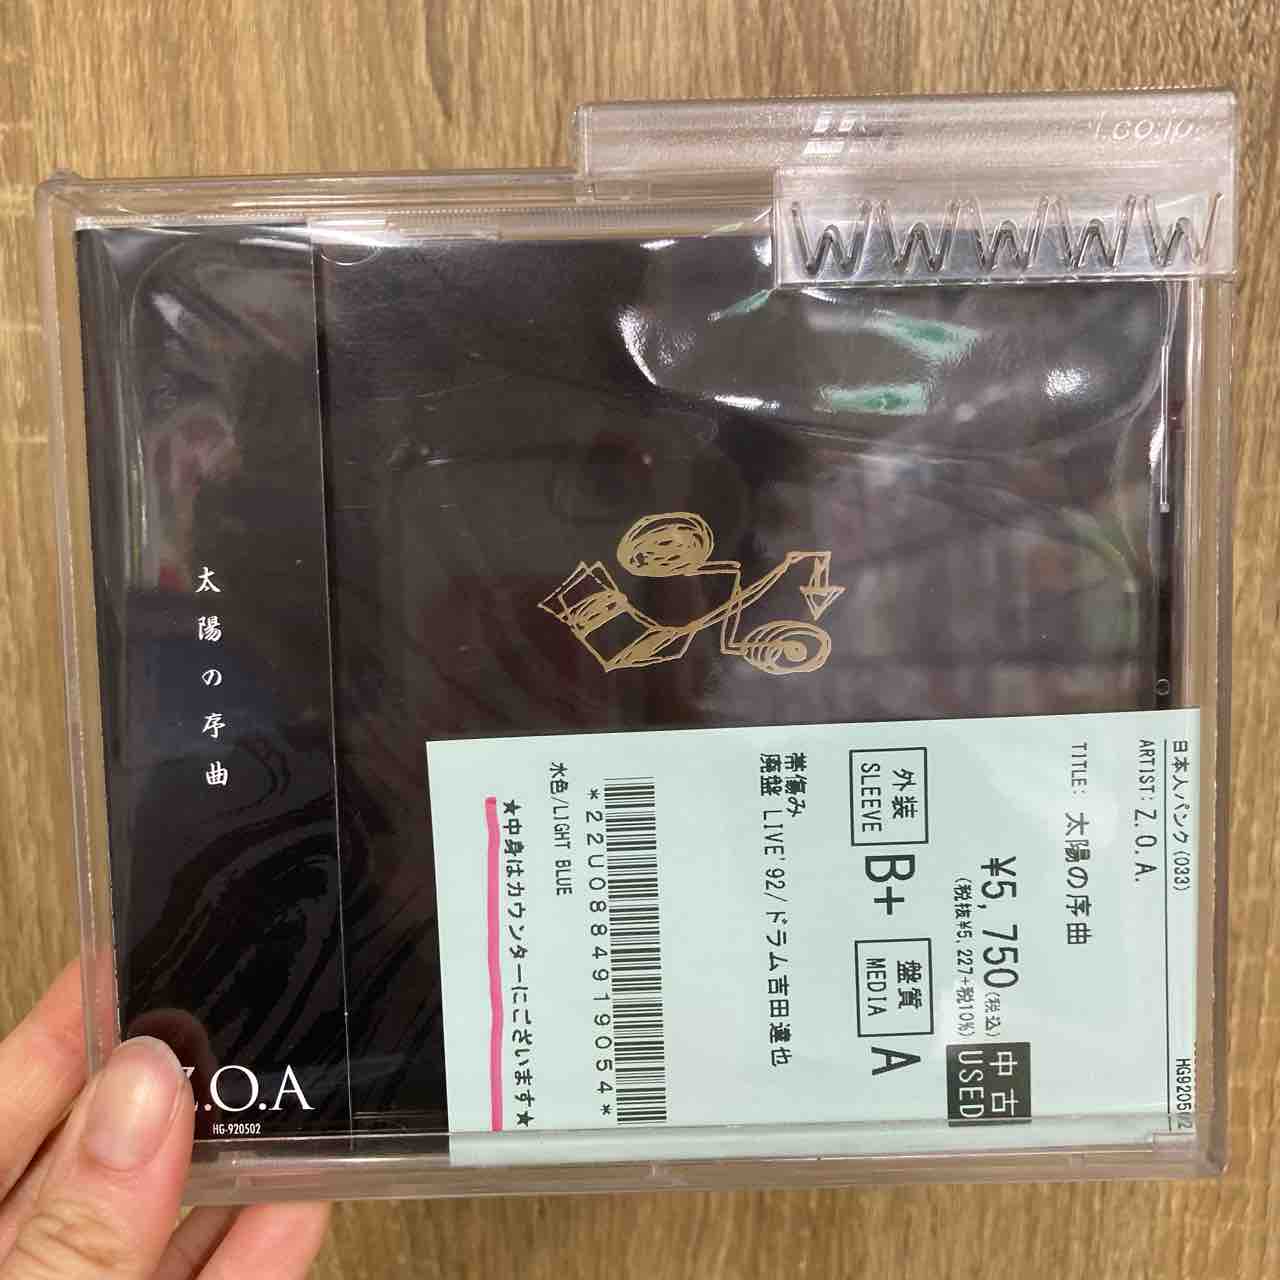 i.co.jp
WWWWW
太陽の序曲
Z.O.A
HG-920502
日本人パンク(033)
HG920502
ARTIST: Z.O.A.
TITLE: 太陽の序曲
¥5,750(税込)
(税抜¥5,227+税10%)
中古
USED
外装
SLEEVE
B+
盤質
MEDIA
A
帯傷み
廃盤 LIVE'92/ドラム吉田達也
*22U0884919054*
水色/LIGHT BLUE
★中身はカウンターにございます★